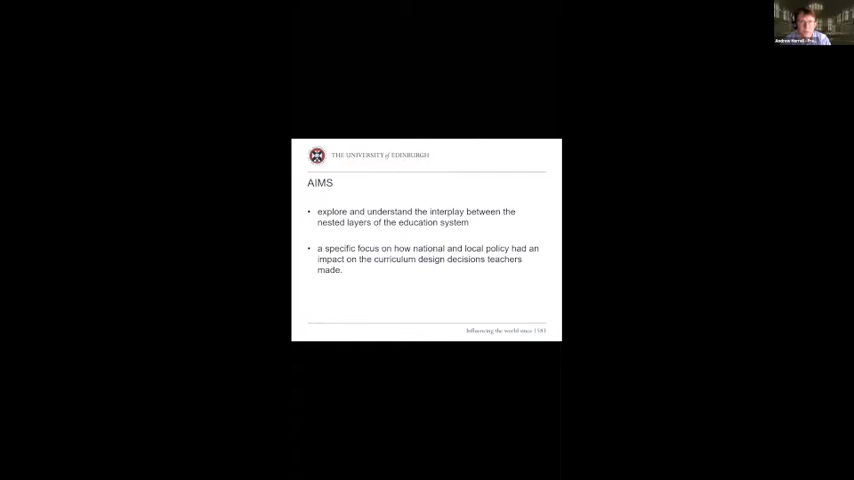 THE UNIVERSITY of EDINBURGH
AIMS
• explore and understand the interplay between the
nested layers of the education system
• a specific focus on how national and local policy had an
impact on the curriculum design decisions teachers
made.
Influencing the world since 1583